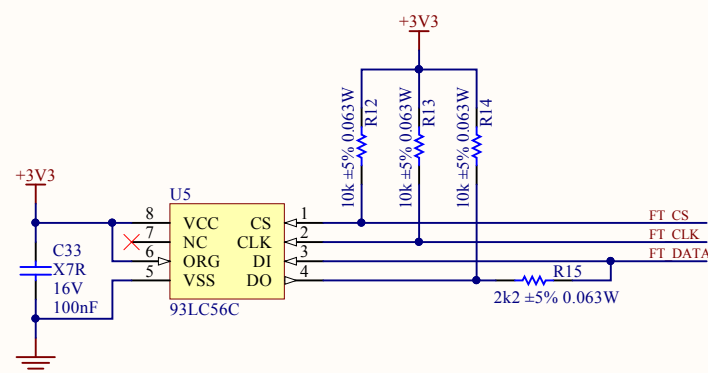 +3V3
10k ±5% 0.063W
R12
10k ±5% 0.063W
R13
10k ±5% 0.063W
R14
+3V3
U5
8 VCC CS 1 FT_CS
7 NC CLK 2 FT_CLK
6 ORG DI 3 FT_DATA
5 VSS DO 4
C33
X7R
16V
100nF
93LC56C
R15
2k2 ±5% 0.063W